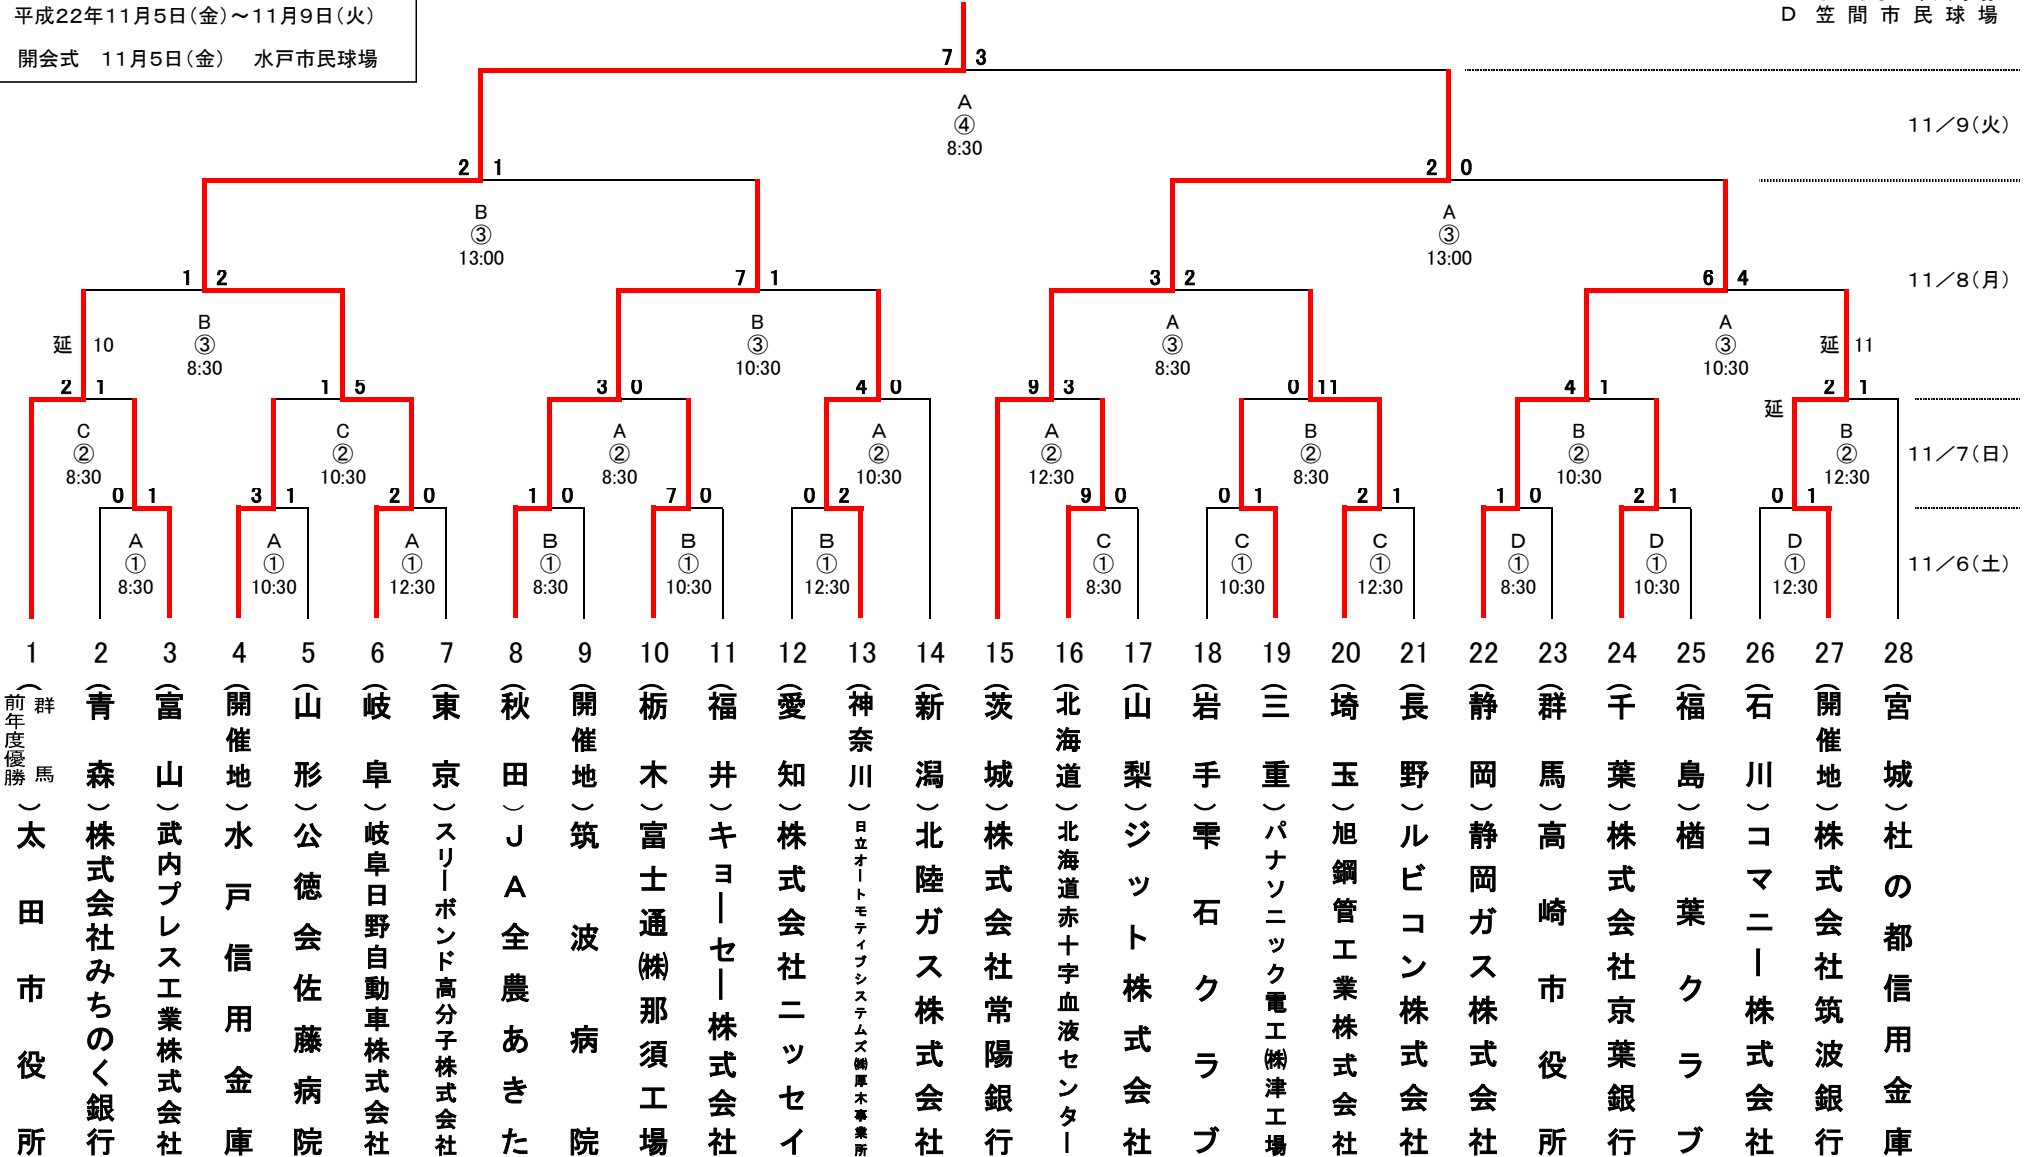 平成22年11月5日(金)～11月9日(火)
開会式　11月5日(金)　水戸市民球場
D 笠間市民球場
7 3
A
④
8:30
11／9(火)
2 1
2 0
B
③
13:00
A
③
13:00
1 2
7 1
3 2
6 4
11／8(月)
延 10
B
③
8:30
B
③
10:30
A
③
8:30
A
③
10:30
延 11
2 1
1 5
3 0
4 0
9 3
0 11
4 1
2 1
延
C
②
8:30
C
②
10:30
A
②
8:30
A
②
10:30
A
②
12:30
B
②
8:30
B
②
10:30
B
②
12:30
11／7(日)
0 1
3 1
2 0
1 0
7 0
0 2
9 0
0 1
2 1
1 0
2 1
0 1
A
①
8:30
A
①
10:30
A
①
12:30
B
①
8:30
B
①
10:30
B
①
12:30
C
①
8:30
C
①
10:30
C
①
12:30
D
①
8:30
D
①
10:30
D
①
12:30
11／6(土)
1 (群馬 前年度優勝) 太田市役所
2 (青森) 株式会社みちのく銀行
3 (富山) 武内プレス工業株式会社
4 (開催地) 水戸信用金庫
5 (山形) 公徳会佐藤病院
6 (岐阜) 岐阜日野自動車株式会社
7 (東京) スリーボンド高分子株式会社
8 (秋田) JA全農あきた
9 (開催地) 筑波病院
10 (栃木) 富士通㈱那須工場
11 (福井) キョーセー株式会社
12 (愛知) 株式会社ニッセイ
13 (神奈川) 日立オートモティブシステムズ㈱厚木事業所
14 (新潟) 北陸ガス株式会社
15 (茨城) 株式会社常陽銀行
16 (北海道) 北海道赤十字血液センター
17 (山梨) ジット株式会社
18 (岩手) 雫石クラブ
19 (三重) パナソニック電工㈱津工場
20 (埼玉) 旭鋼管工業株式会社
21 (長野) ルビコン株式会社
22 (静岡) 静岡ガス株式会社
23 (群馬) 高崎市役所
24 (千葉) 株式会社京葉銀行
25 (福島) 楢葉クラブ
26 (石川) コマニー株式会社
27 (開催地) 株式会社筑波銀行
28 (宮城) 杜の都信用金庫